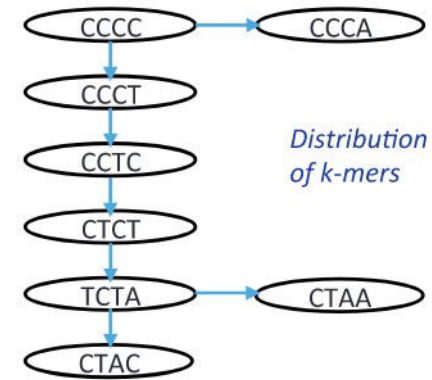 CCCC
CCCA
CCCT
CCTC
Distribution
of k-mers
CTCT
TCTA
CTAA
CTAC